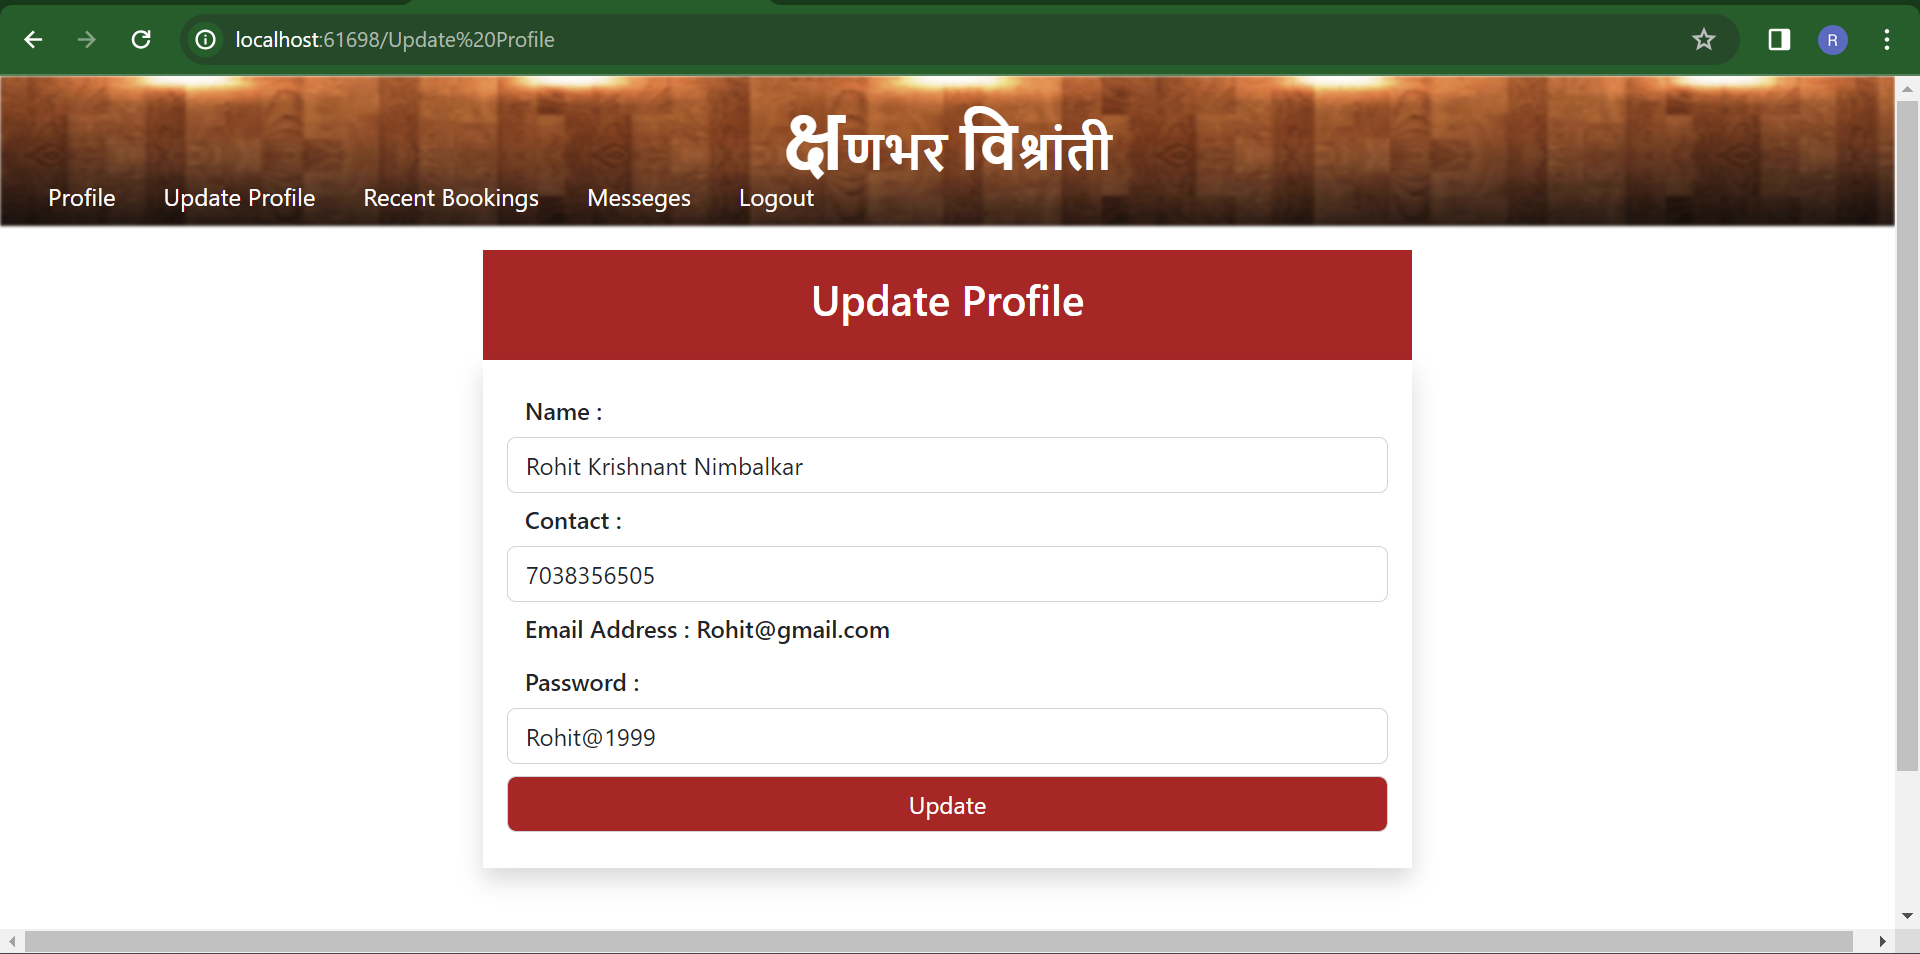 localhost:61698/Update%20Profile
R
क्षणभर विश्रांती
Profile Update Profile Recent Bookings Messeges Logout
Update Profile
Name :
Rohit Krishnant Nimbalkar
Contact :
7038356505
Email Address : Rohit@gmail.com
Password :
Rohit@1999
Update